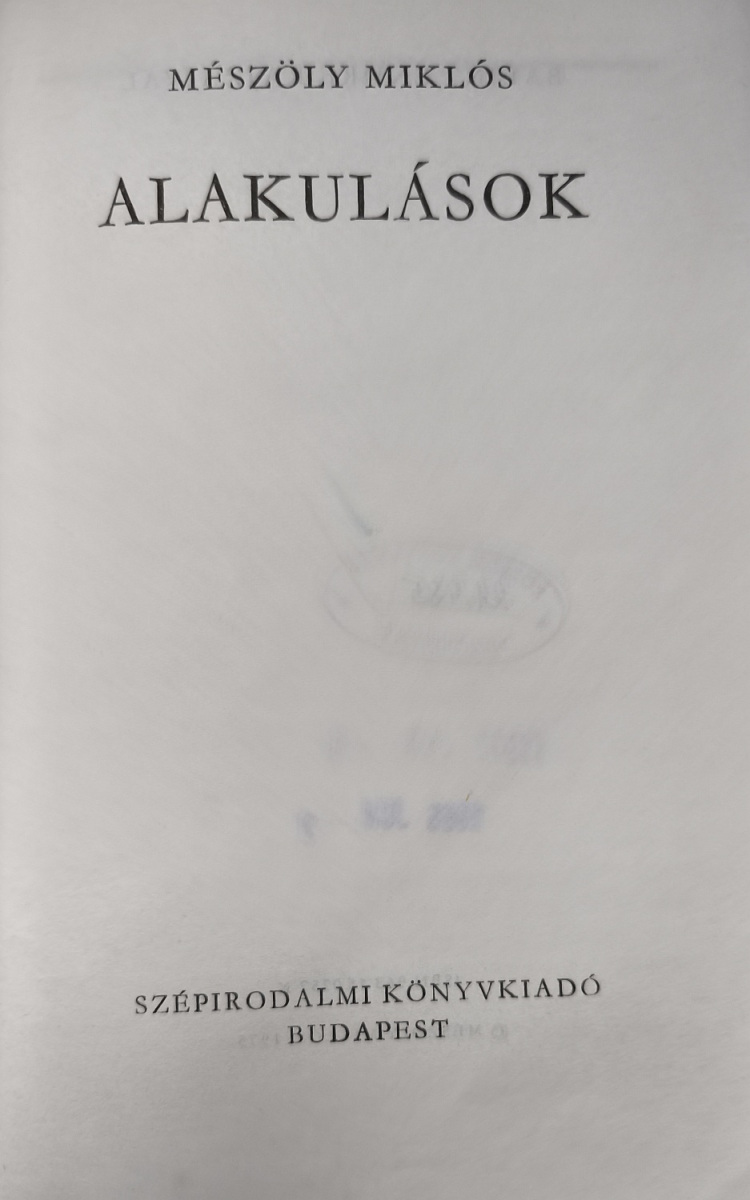 MÉSZÖLY MIKLÓS
ALAKULÁSOK
SZÉPIRODALMI KÖNYVKIADÓ
BUDAPEST